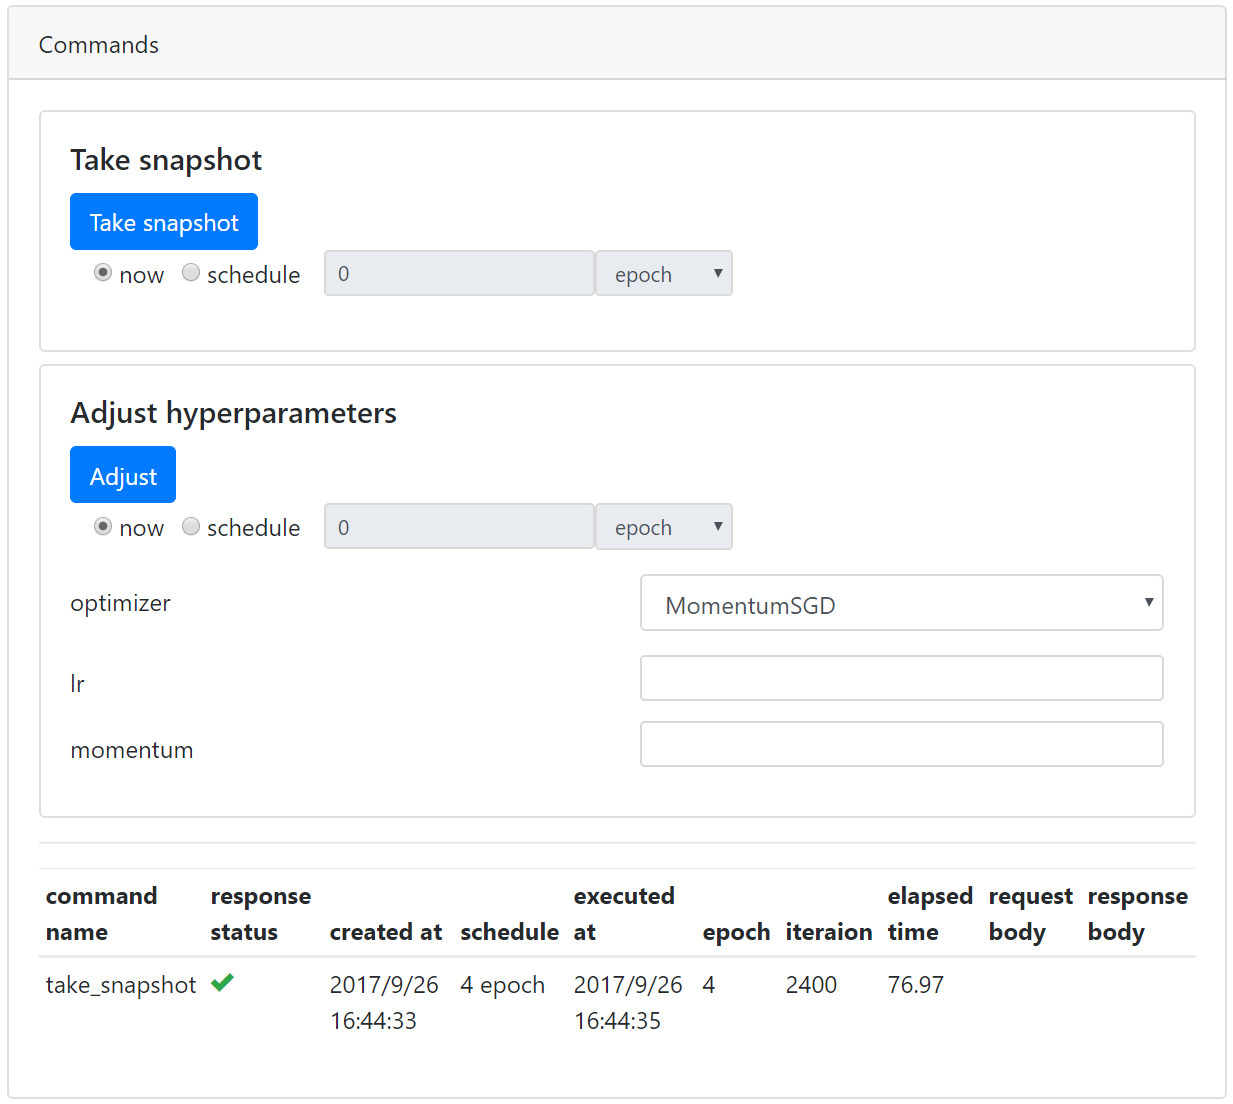 Commands
Take snapshot
Take snapshot
now schedule 0 epoch
Adjust hyperparameters
Adjust
now schedule 0 epoch
optimizer MomentumSGD
lr
momentum
command response executed elapsed request response
name status created at schedule at epoch iteraion time body body
take_snapshot 2017/9/26 4 epoch 2017/9/26 4 2400 76.97
16:44:33 16:44:35